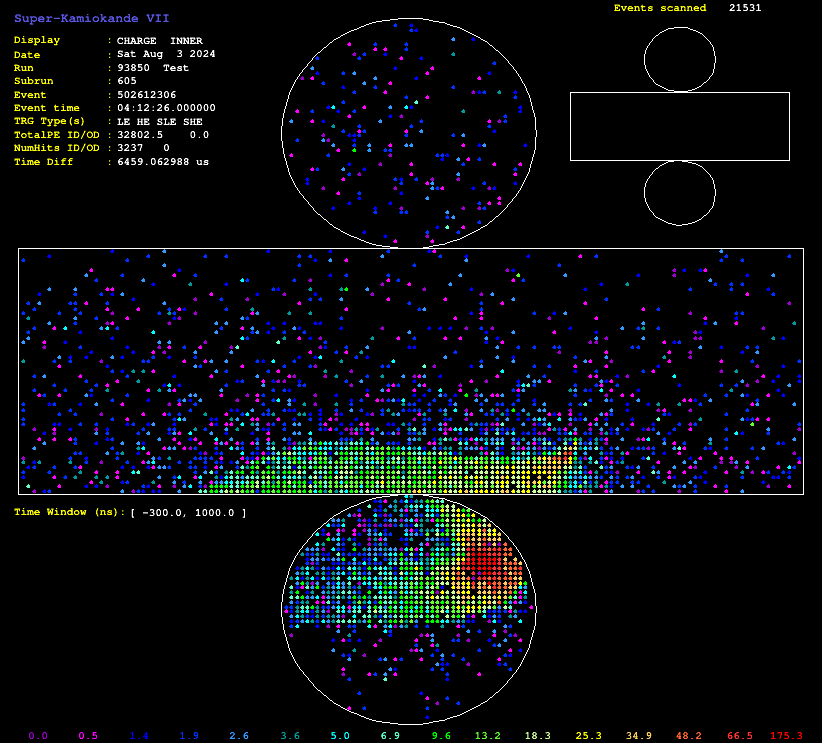 Super-Kamiokande VII
Events scanned 21531
Display : CHARGE INNER
Date : Sat Aug 3 2024
Run : 93850 Test
Subrun : 605
Event : 502612306
Event time : 04:12:26.000000
TRG Type(s) : LE HE SLE SHE
TotalPE ID/OD : 32802.5 0.0
NumHits ID/OD : 3237 0
Time Diff : 6459.062988 us
Time Window (ns): [ -300.0, 1000.0 ]
0.0 0.5 1.4 1.9 2.6 3.6 5.0 6.9 9.6 13.2 18.3 25.3 34.9 48.2 66.5 175.3